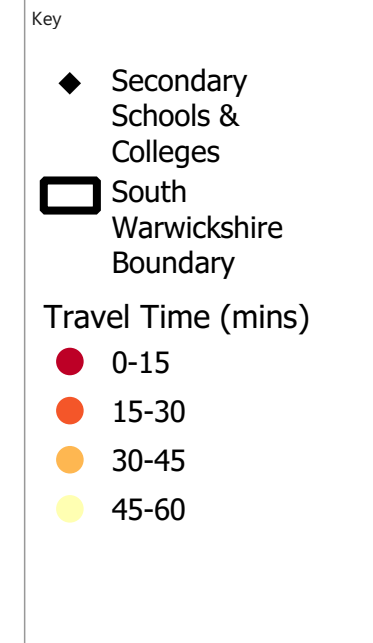 Key
Secondary
Schools &
Colleges
South
Warwickshire
Boundary
Travel Time (mins)
0-15
15-30
30-45
45-60